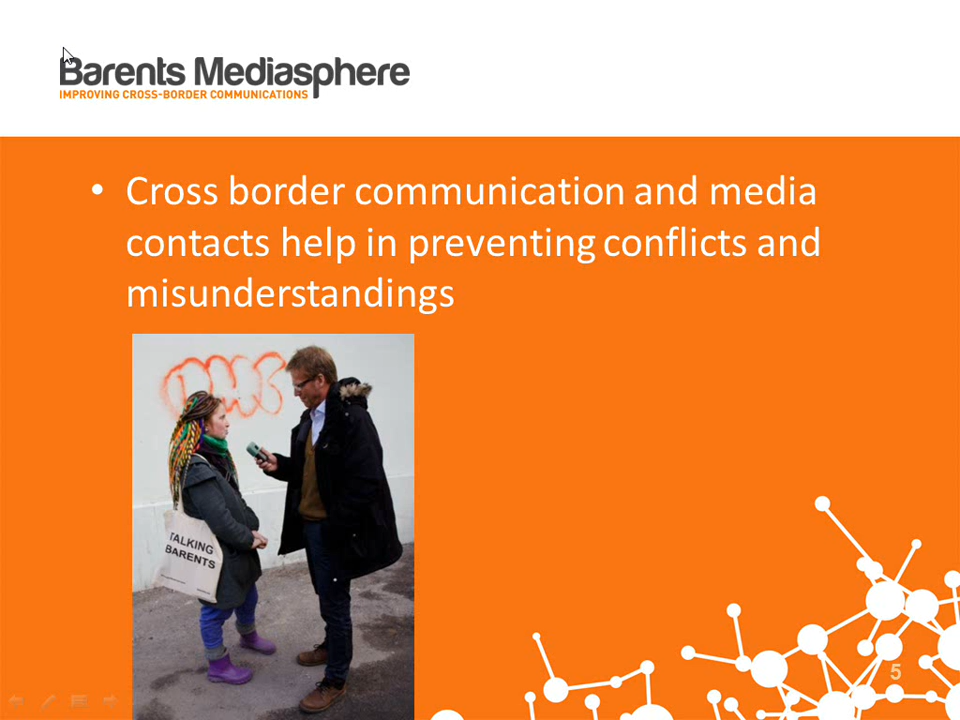 Barents Mediasphere
IMPROVING CROSS-BORDER COMMUNICATIONS
• Cross border communication and media
contacts help in preventing conflicts and
misunderstandings
TALKING
BARENTS
5